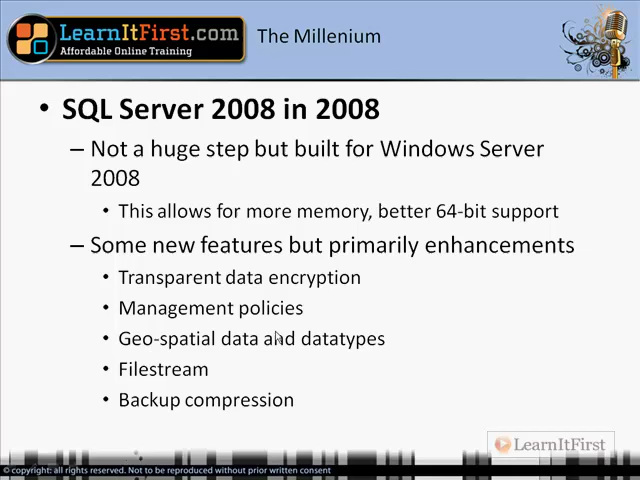 LearnItFirst.com
Affordable Online Training
The Millenium
• SQL Server 2008 in 2008
– Not a huge step but built for Windows Server
2008
• This allows for more memory, better 64-bit support
– Some new features but primarily enhancements
• Transparent data encryption
• Management policies
• Geo-spatial data and datatypes
• Filestream
• Backup compression
LearnItFirst
© copyright: all rights reserved. Not to be reproduced without prior written consent